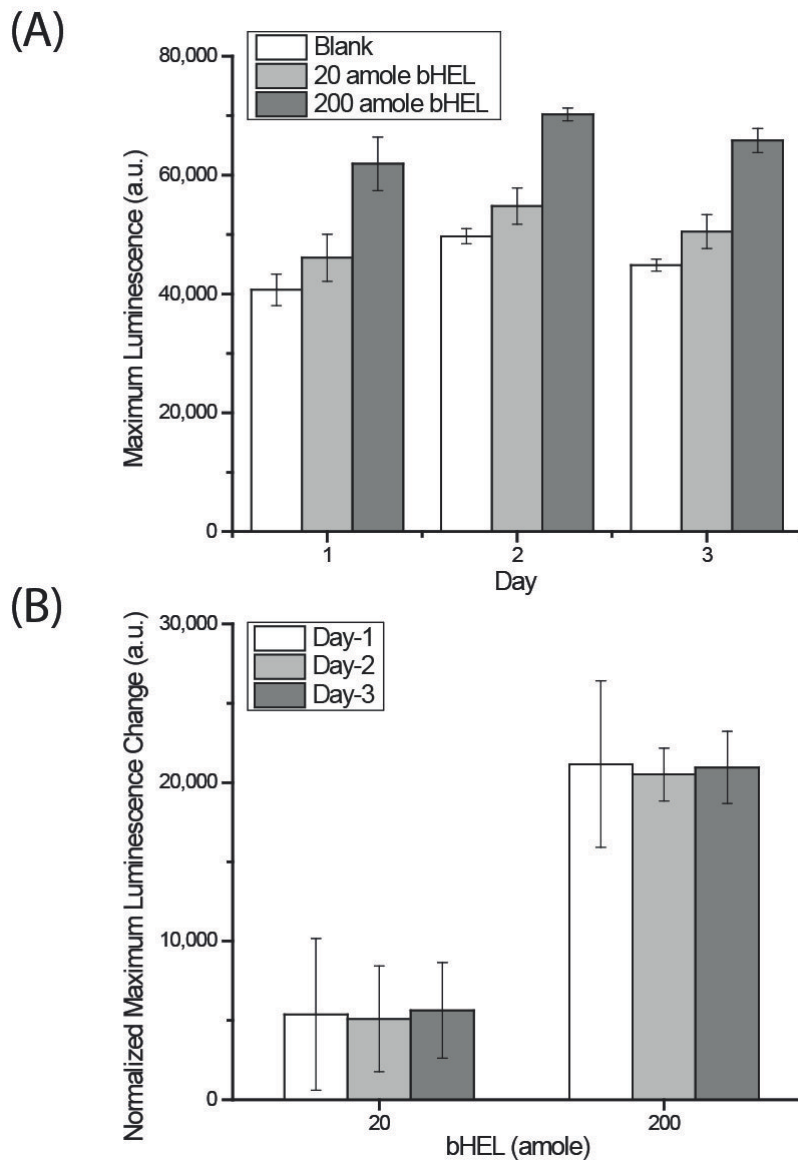 (A)
80,000
60,000
40,000
20,000
0
Maximum Luminescence (a.u.)
Blank
20 amole bHEL
200 amole bHEL
1 2 3
Day
(B)
30,000
20,000
10,000
0
Normalized Maximum Luminescence Change (a.u.)
Day-1
Day-2
Day-3
20 200
bHEL (amole)